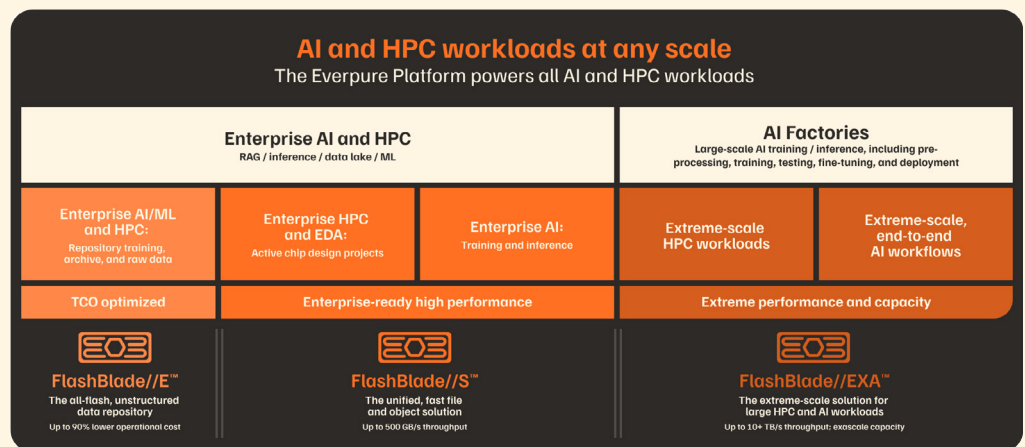 AI and HPC workloads at any scale
The Everpure Platform powers all AI and HPC workloads
Enterprise AI and HPC
RAG / inference / data lake / ML
AI Factories
Large-scale AI training / inference, including pre-
processing, training, testing, fine-tuning, and deployment
Enterprise AI/ML
and HPC:
Repository training,
archive, and raw data
Enterprise HPC
and EDA:
Active chip design projects
Enterprise AI:
Training and inference
Extreme-scale
HPC workloads
Extreme-scale,
end-to-end
AI workflows
TCO optimized
Enterprise-ready high performance
Extreme performance and capacity
FlashBlade//E™
The all-flash, unstructured
data repository
Up to 90% lower operational cost
FlashBlade//S™
The unified, fast file
and object solution
Up to 500 GB/s throughput
FlashBlade//EXA™
The extreme-scale solution for
large HPC and AI workloads
Up to 10+ TB/s throughput; exascale capacity